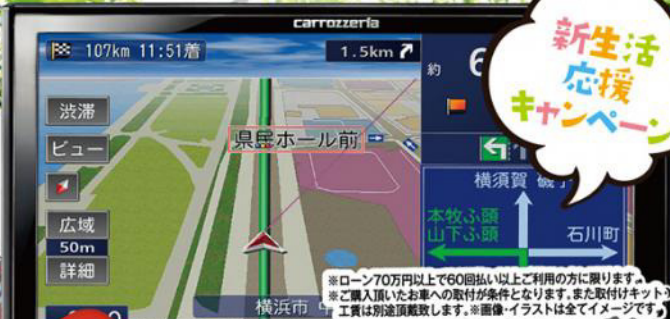 carrozzeria
107km 11:51着
1.5km
約 6
新生活
応援
キャンペーン
渋滞
ビュー
県民ホール前
広域
50m
詳細
横須賀 磯子
本牧ふ頭
山下ふ頭
石川町
横浜市
※ローン70万円以上で60回払い以上ご利用の方に限ります。
※ご購入頂いたお車への取付が条件となります。また取付けキット・
工賃は別途頂戴致します。※画像・イラストは全てイメージです。